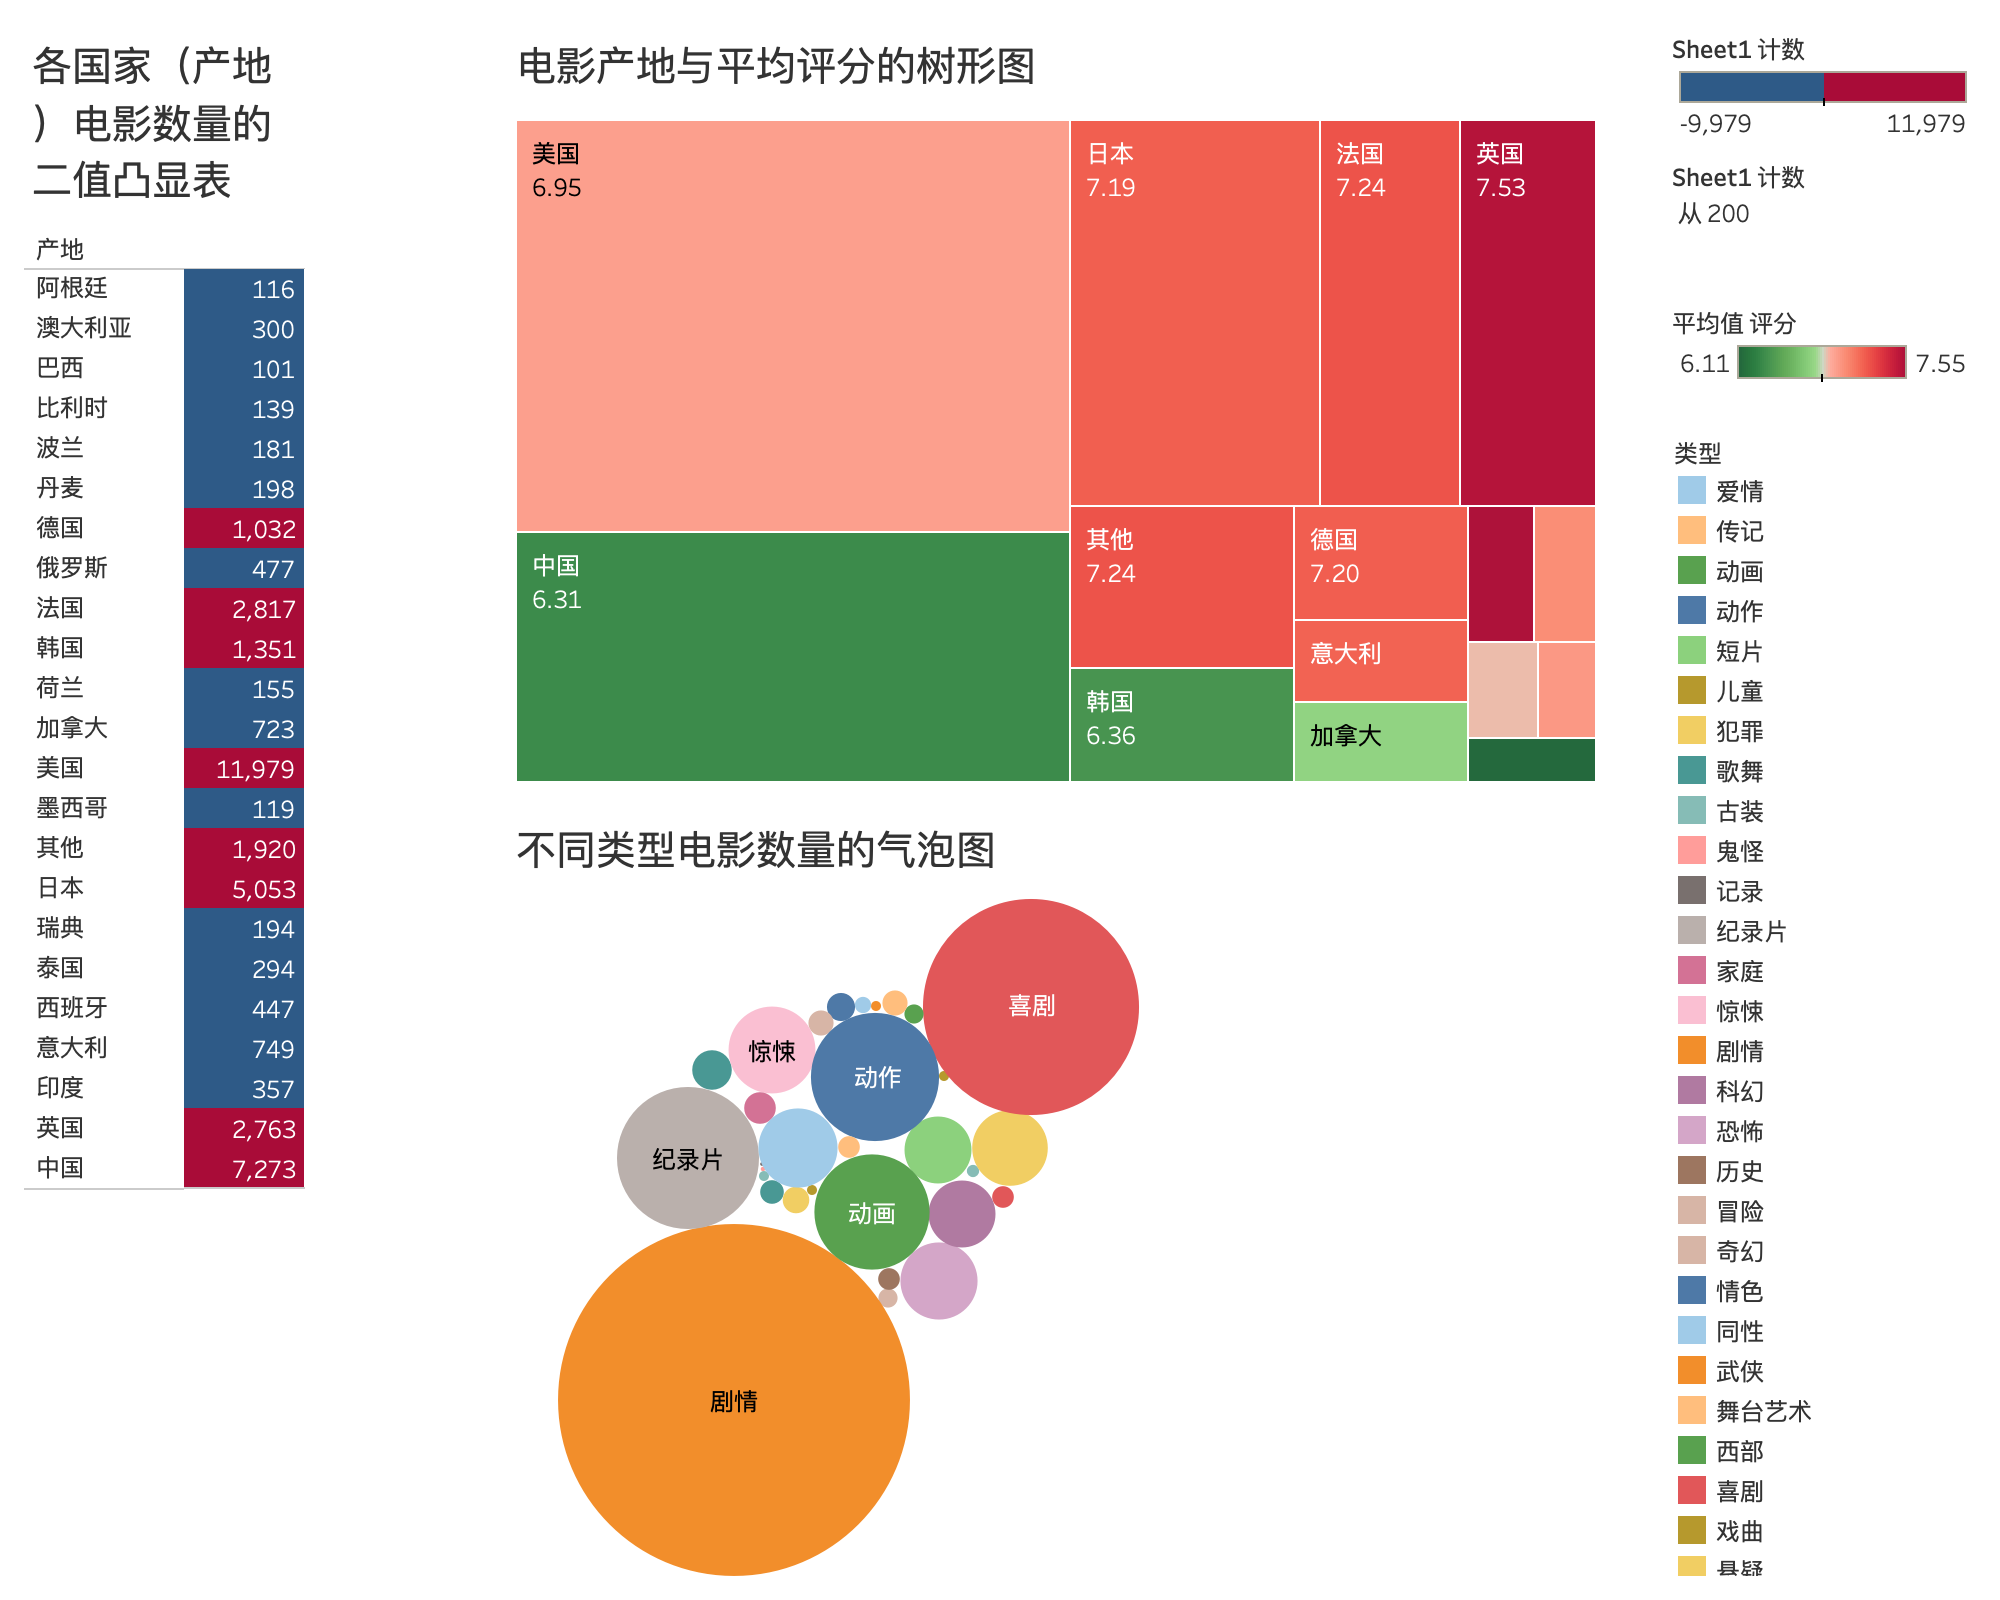 各国家（产地
）电影数量的
二值凸显表
产地
阿根廷 116
澳大利亚 300
巴西 101
比利时 139
波兰 181
丹麦 198
德国 1,032
俄罗斯 477
法国 2,817
韩国 1,351
荷兰 155
加拿大 723
美国 11,979
墨西哥 119
其他 1,920
日本 5,053
瑞典 194
泰国 294
西班牙 447
意大利 749
印度 357
英国 2,763
中国 7,273
电影产地与平均评分的树形图
美国
6.95
日本
7.19
法国
7.24
英国
7.53
中国
6.31
其他
7.24
德国
7.20
意大利
韩国
6.36
加拿大
不同类型电影数量的气泡图
喜剧
惊悚
动作
纪录片
动画
剧情
Sheet1 计数
-9,979 11,979
Sheet1 计数
从 200
平均值 评分
6.11 7.55
类型
爱情
传记
动画
动作
短片
儿童
犯罪
歌舞
古装
鬼怪
记录
纪录片
家庭
惊悚
剧情
科幻
恐怖
历史
冒险
奇幻
情色
同性
武侠
舞台艺术
西部
喜剧
戏曲
悬疑